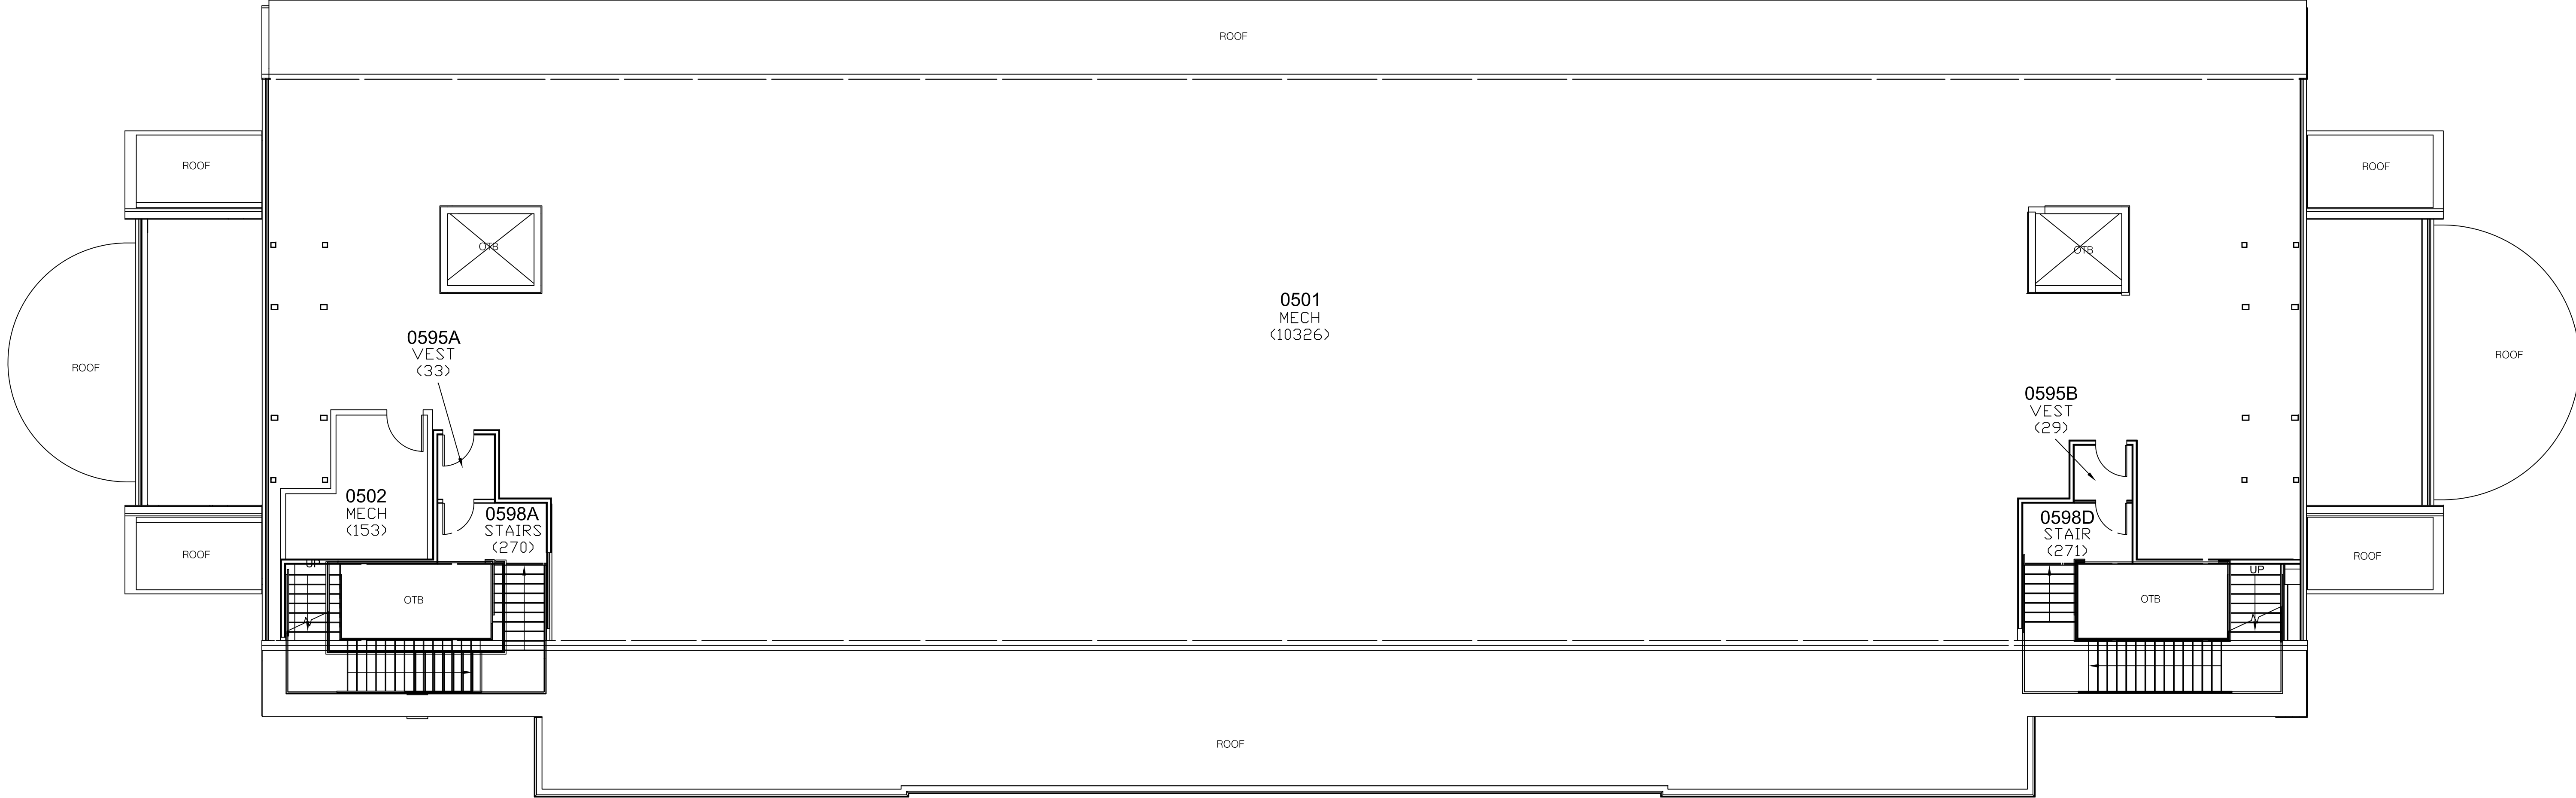 ROOF
ROOF
ROOF
OTB
OTB
0501
MECH
(10326)
0595A
VEST
(33)
ROOF
ROOF
0595B
VEST
(29)
0502
MECH
(153)
0598A
STAIRS
(270)
0598D
STAIR
(271)
ROOF
ROOF
UP
UP
OTB
OTB
ROOF